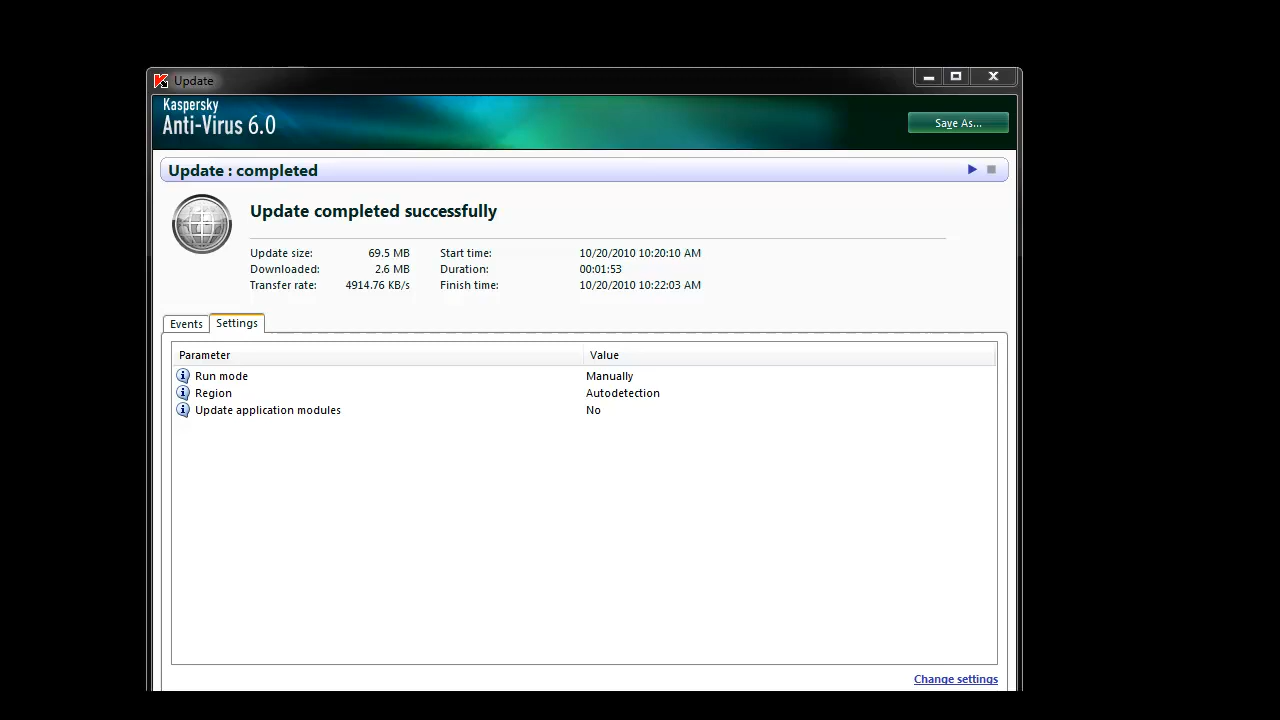 Update
Kaspersky
Anti-Virus 6.0
Save As...
Update : completed
Update completed successfully
Update size: 69.5 MB Start time: 10/20/2010 10:20:10 AM
Downloaded: 2.6 MB Duration: 00:01:53
Transfer rate: 4914.76 KB/s Finish time: 10/20/2010 10:22:03 AM
Events Settings
Parameter Value
Run mode Manually
Region Autodetection
Update application modules No
Change settings